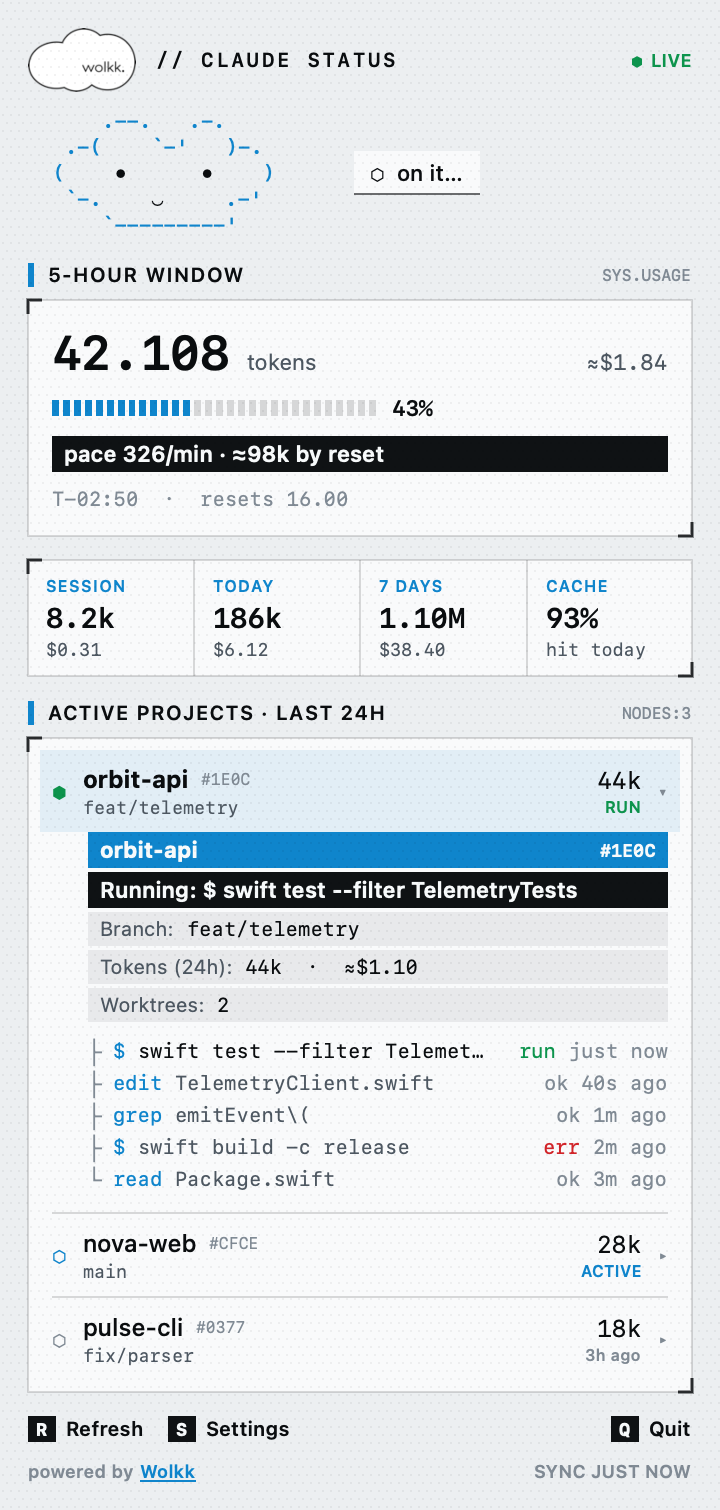 wolkk. // CLAUDE STATUS LIVE
on it…
5-HOUR WINDOW SYS.USAGE
42.108 tokens ≈$1.84
43%
pace 326/min · ≈98k by reset
T−02:50 · resets 16.00
SESSION TODAY 7 DAYS CACHE
8.2k 186k 1.10M 93%
$0.31 $6.12 $38.40 hit today
ACTIVE PROJECTS · LAST 24H NODES:3
orbit-api #1E0C 44k
feat/telemetry RUN
orbit-api #1E0C
Running: $ swift test --filter TelemetryTests
Branch: feat/telemetry
Tokens (24h): 44k · ≈$1.10
Worktrees: 2
├ $ swift test --filter Telemet… run just now
├ edit TelemetryClient.swift ok 40s ago
├ grep emitEvent\( ok 1m ago
├ $ swift build -c release err 2m ago
└ read Package.swift ok 3m ago
nova-web #CFCE 28k
main ACTIVE
pulse-cli #0377 18k
fix/parser 3h ago
R Refresh S Settings Q Quit
powered by Wolkk SYNC JUST NOW